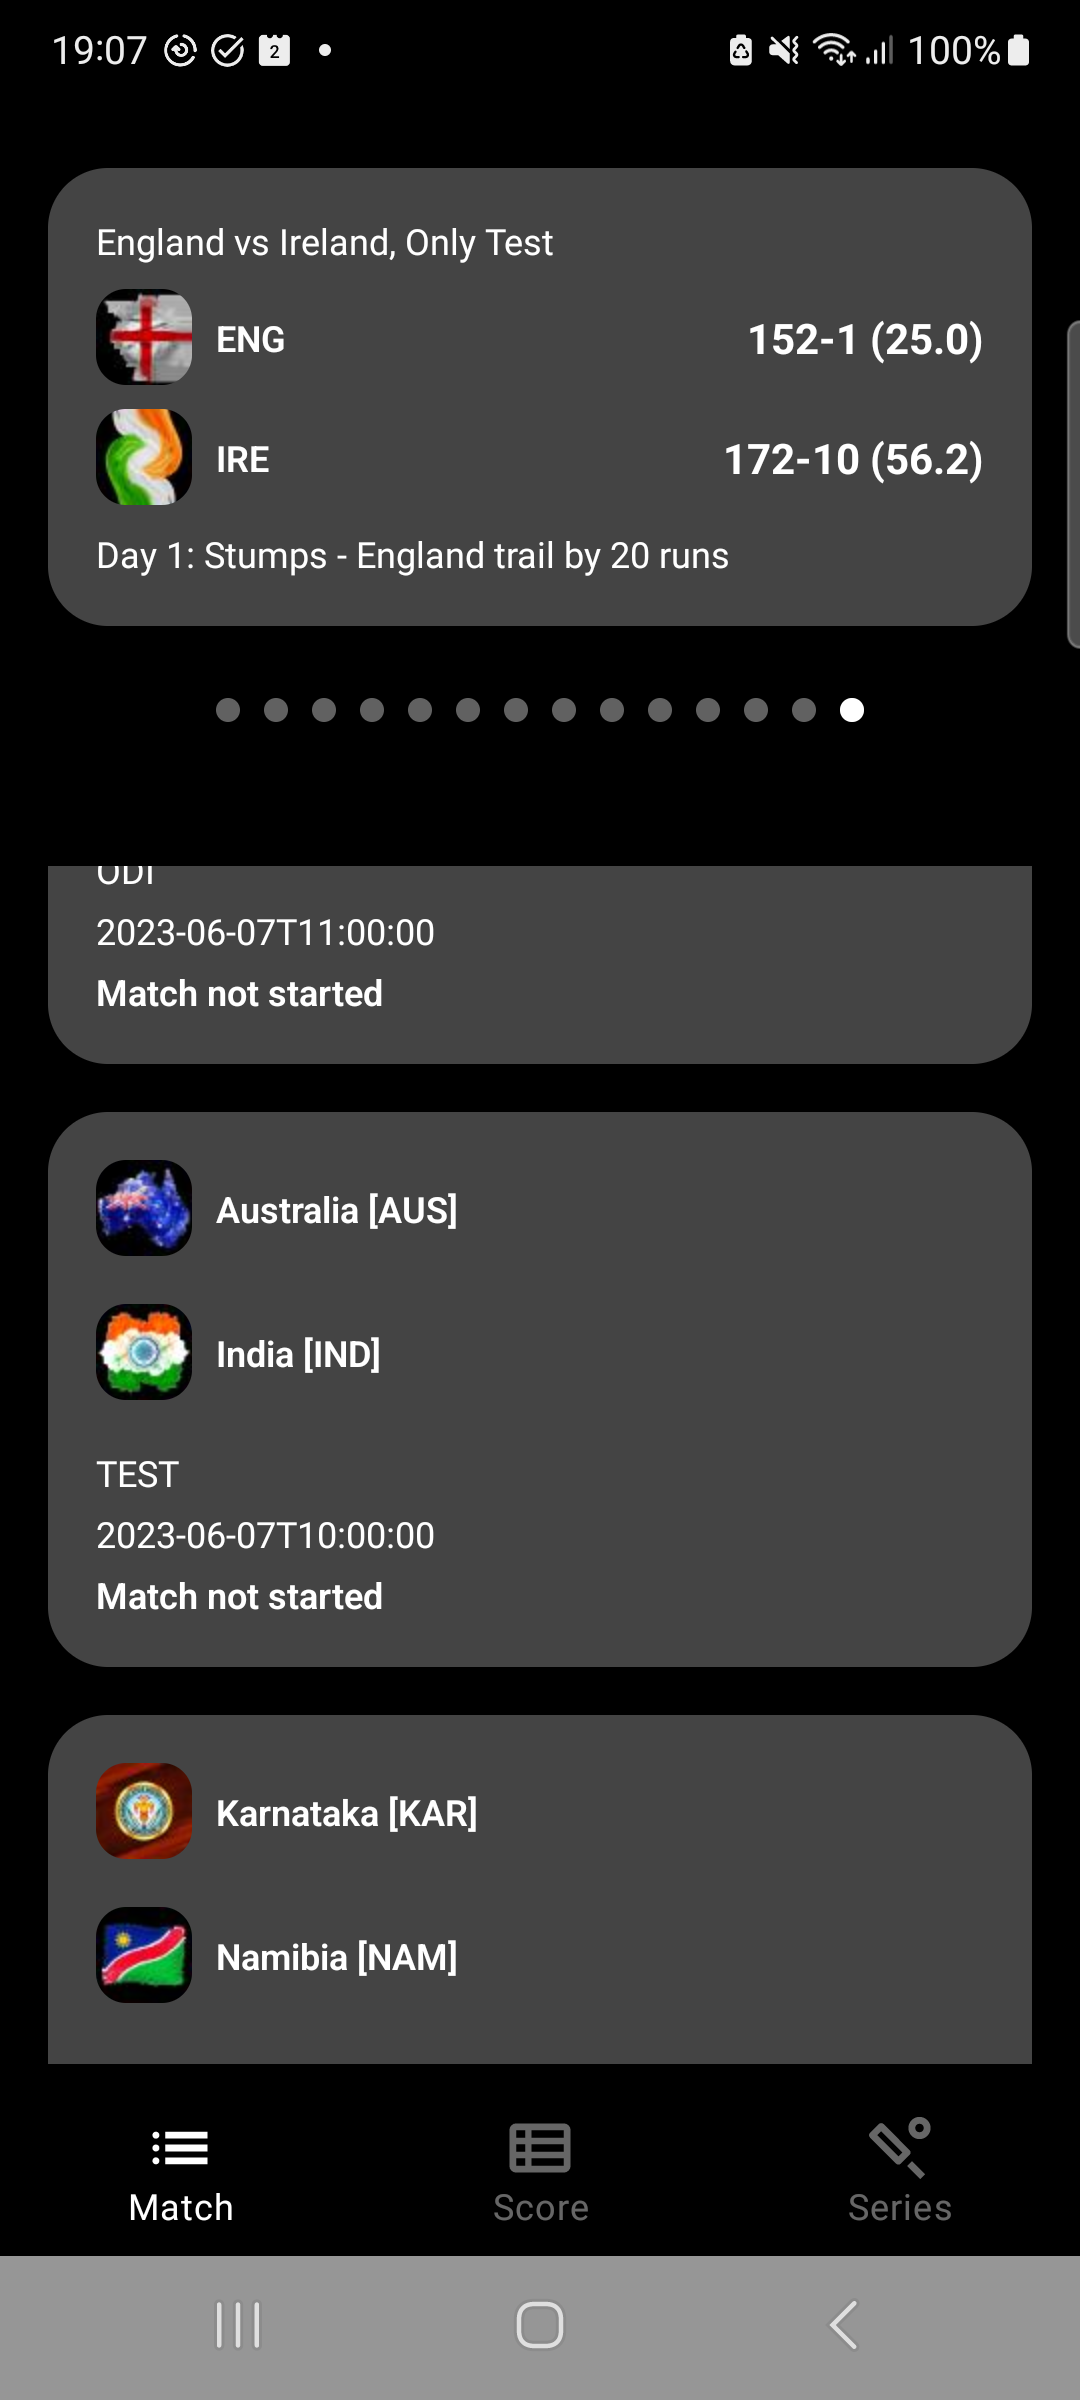 19:07 2 100%
England vs Ireland, Only Test
ENG 152-1 (25.0)
IRE 172-10 (56.2)
Day 1: Stumps - England trail by 20 runs
ODI
2023-06-07T11:00:00
Match not started
Australia [AUS]
India [IND]
TEST
2023-06-07T10:00:00
Match not started
Karnataka [KAR]
Namibia [NAM]
Match Score Series